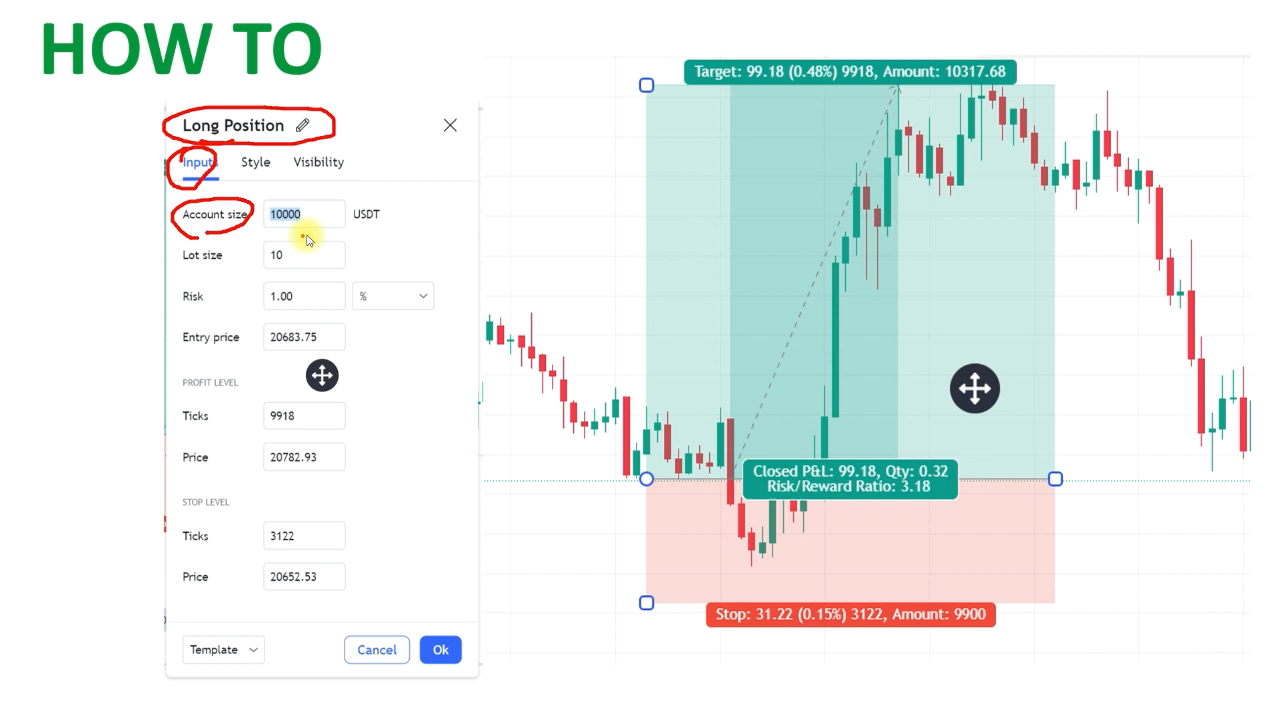 HOW TO
Long Position
Inputs Style Visibility
Account size 10000 USDT
Lot size 10
Risk 1.00 %
Entry price 20683.75
PROFIT LEVEL
Ticks 9918
Price 20782.93
STOP LEVEL
Ticks 3122
Price 20652.53
Template Cancel Ok
Target: 99.18 (0.48%) 9918, Amount: 10317.68
Closed P&L: 99.18, Qty: 0.32
Risk/Reward Ratio: 3.18
Stop: 31.22 (0.15%) 3122, Amount: 9900